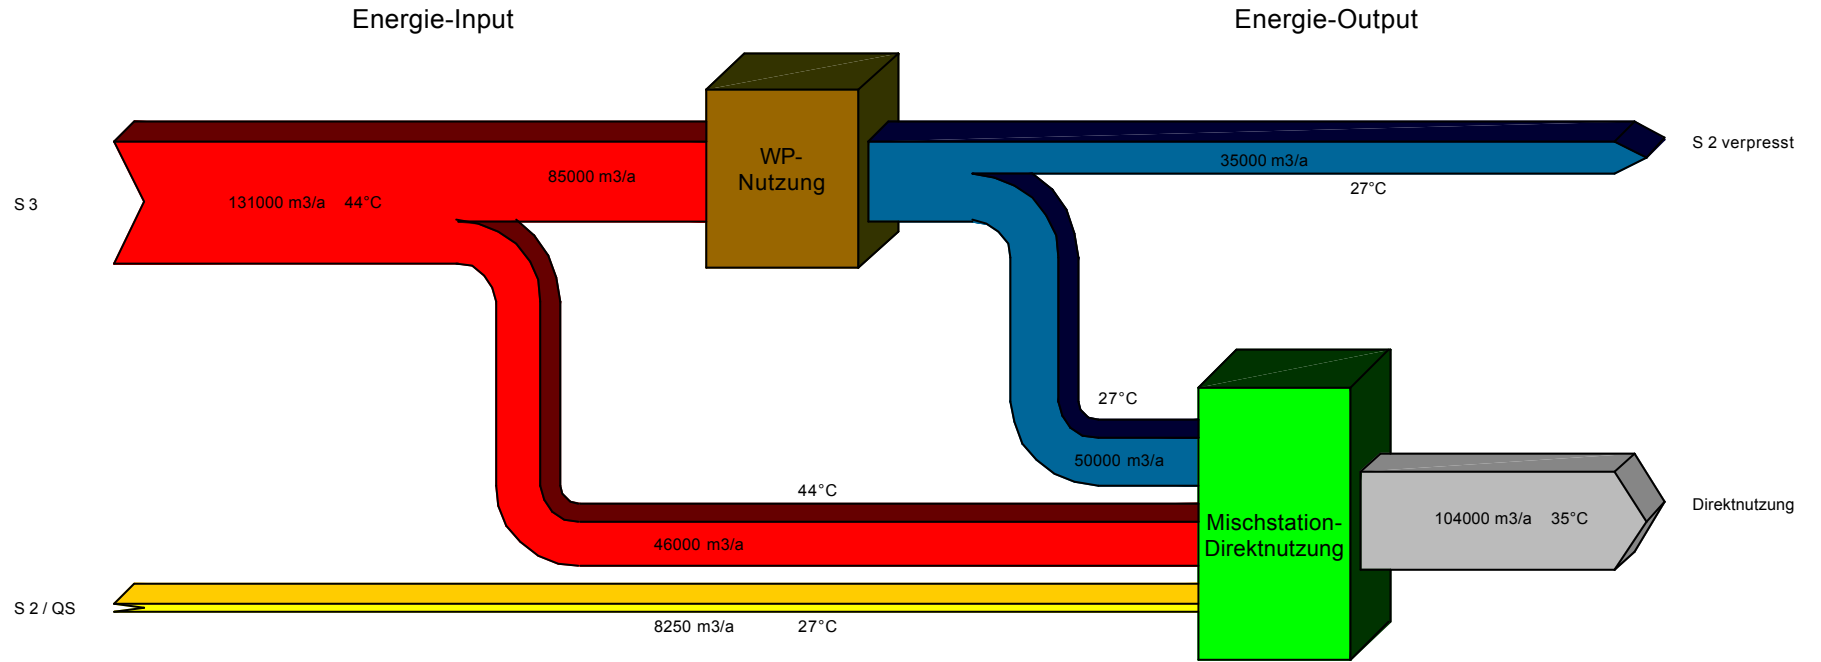 Energie-Input
Energie-Output
S 2 verpresst
35000 m3/a
27°C
WP-
Nutzung
85000 m3/a
131000 m3/a 44°C
S 3
27°C
50000 m3/a
44°C
46000 m3/a
Mischstation-
Direktnutzung
104000 m3/a 35°C
Direktnutzung
S 2 / QS
8250 m3/a 27°C